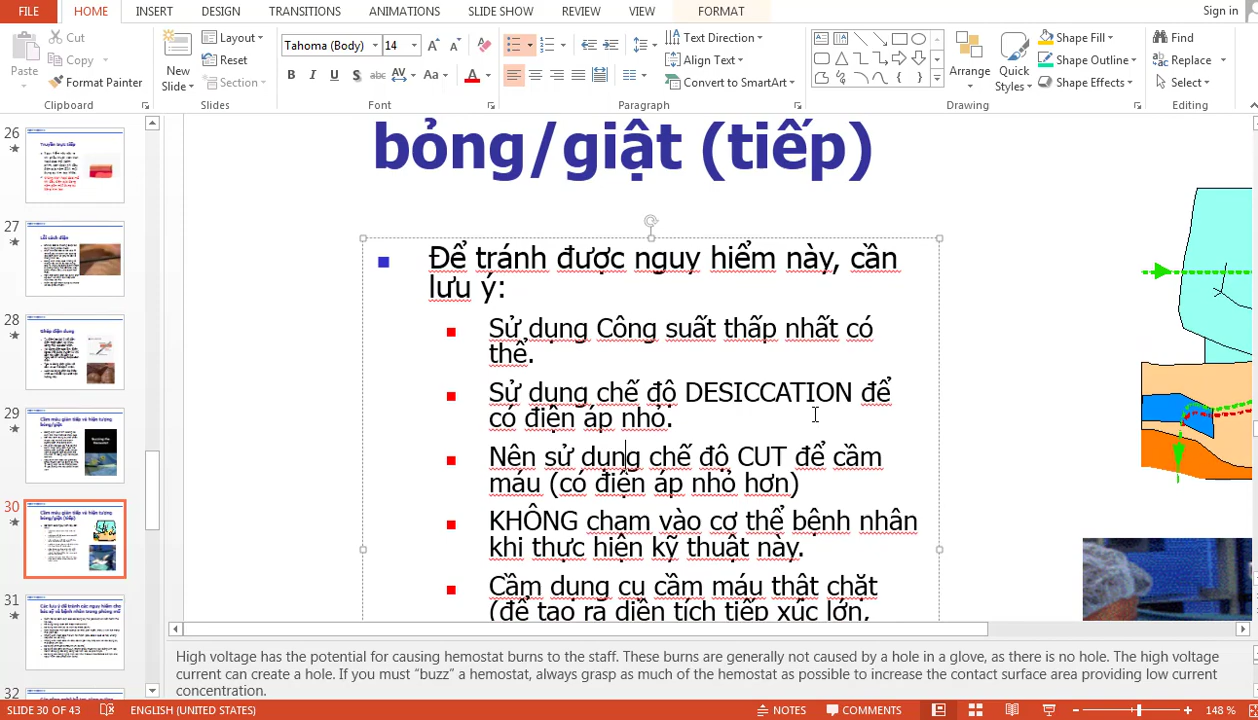 FILE HOME INSERT DESIGN TRANSITIONS ANIMATIONS SLIDE SHOW REVIEW VIEW FORMAT Sign in
Paste
Cut
Copy
Format Painter
Clipboard
New
Slide
Layout
Reset
Section
Slides
Tahoma (Body) 14
B I U S abc AV Aa A
Font
Text Direction
Align Text
Convert to SmartArt
Paragraph
Arrange
Quick
Styles
Shape Fill
Shape Outline
Shape Effects
Drawing
Find
Replace
Select
Editing
26
27
28
29
30
31
32
bỏng/giật (tiếp)
Để tránh được nguy hiểm này, cần
lưu ý:
Sử dụng Công suất thấp nhất có
thể.
Sử dụng chế độ DESICCATION để
có điện áp nhỏ.
Nên sử dụng chế độ CUT để cầm
máu (có điện áp nhỏ hơn)
KHÔNG chạm vào cơ thể bệnh nhân
khi thực hiện kỹ thuật này.
Cầm dụng cụ cầm máu thật chặt
(để tạo ra diện tích tiếp xúc lớn,
High voltage has the potential for causing hemostat burns to the staff. These burns are generally not caused by a hole in a glove, as there is no hole. The high voltage
current can create a hole. If you must “buzz” a hemostat, always grasp as much of the hemostat as possible to increase the contact surface area providing low current
concentration.
SLIDE 30 OF 43 ENGLISH (UNITED STATES) NOTES COMMENTS 148 %